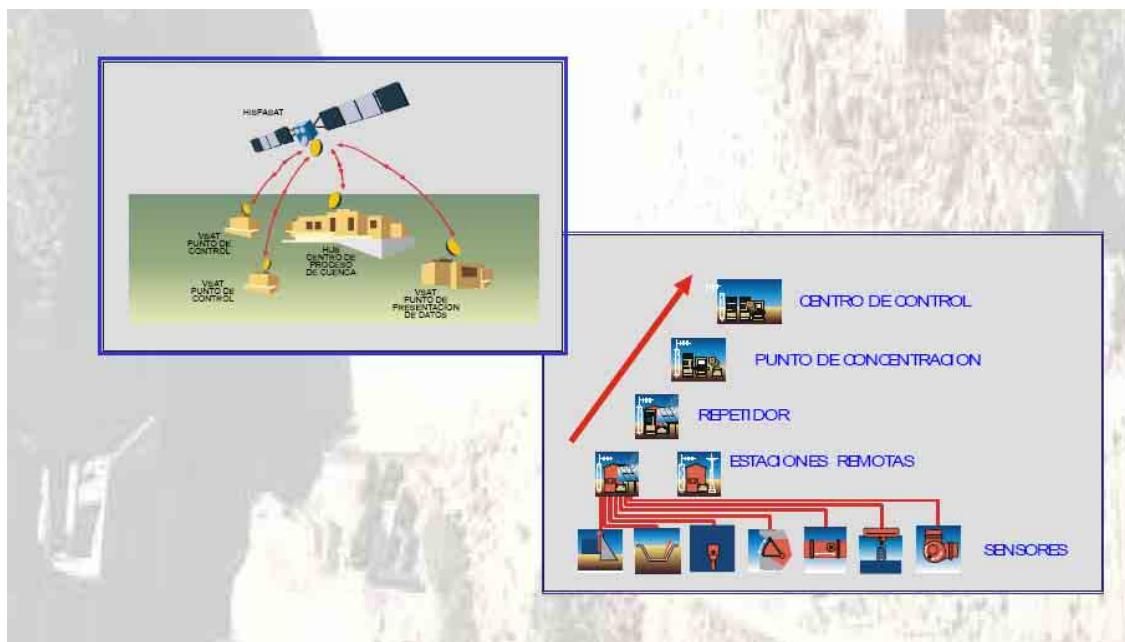 HISPASAT
VSAT
PUNTO DE
CONTROL
HUB
CENTRO DE
PROCESO
DE CUENCA
VSAT
PUNTO DE
CONTROL
VSAT
PUNTO DE
PRESENTACION
DE DATOS
CENTRO DE CONTROL
PUNTO DE CONCENTRACION
REPETIDOR
ESTACIONES REMOTAS
SENSORES